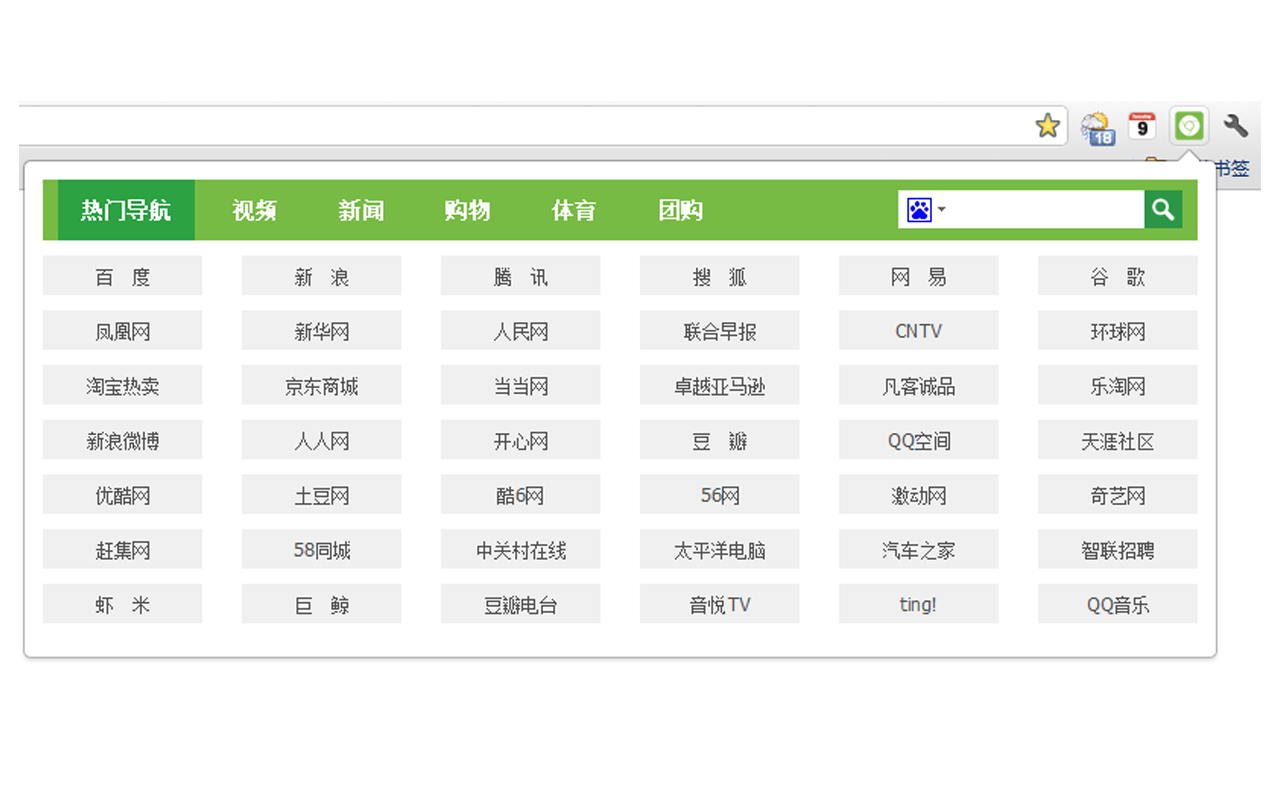 18
9
书签
热门导航 视频 新闻 购物 体育 团购
百 度 新 浪 腾 讯 搜 狐 网 易 谷 歌
凤凰网 新华网 人民网 联合早报 CNTV 环球网
淘宝热卖 京东商城 当当网 卓越亚马逊 凡客诚品 乐淘网
新浪微博 人人网 开心网 豆 瓣 QQ空间 天涯社区
优酷网 土豆网 酷6网 56网 激动网 奇艺网
赶集网 58同城 中关村在线 太平洋电脑 汽车之家 智联招聘
虾 米 巨 鲸 豆瓣电台 音悦TV ting! QQ音乐